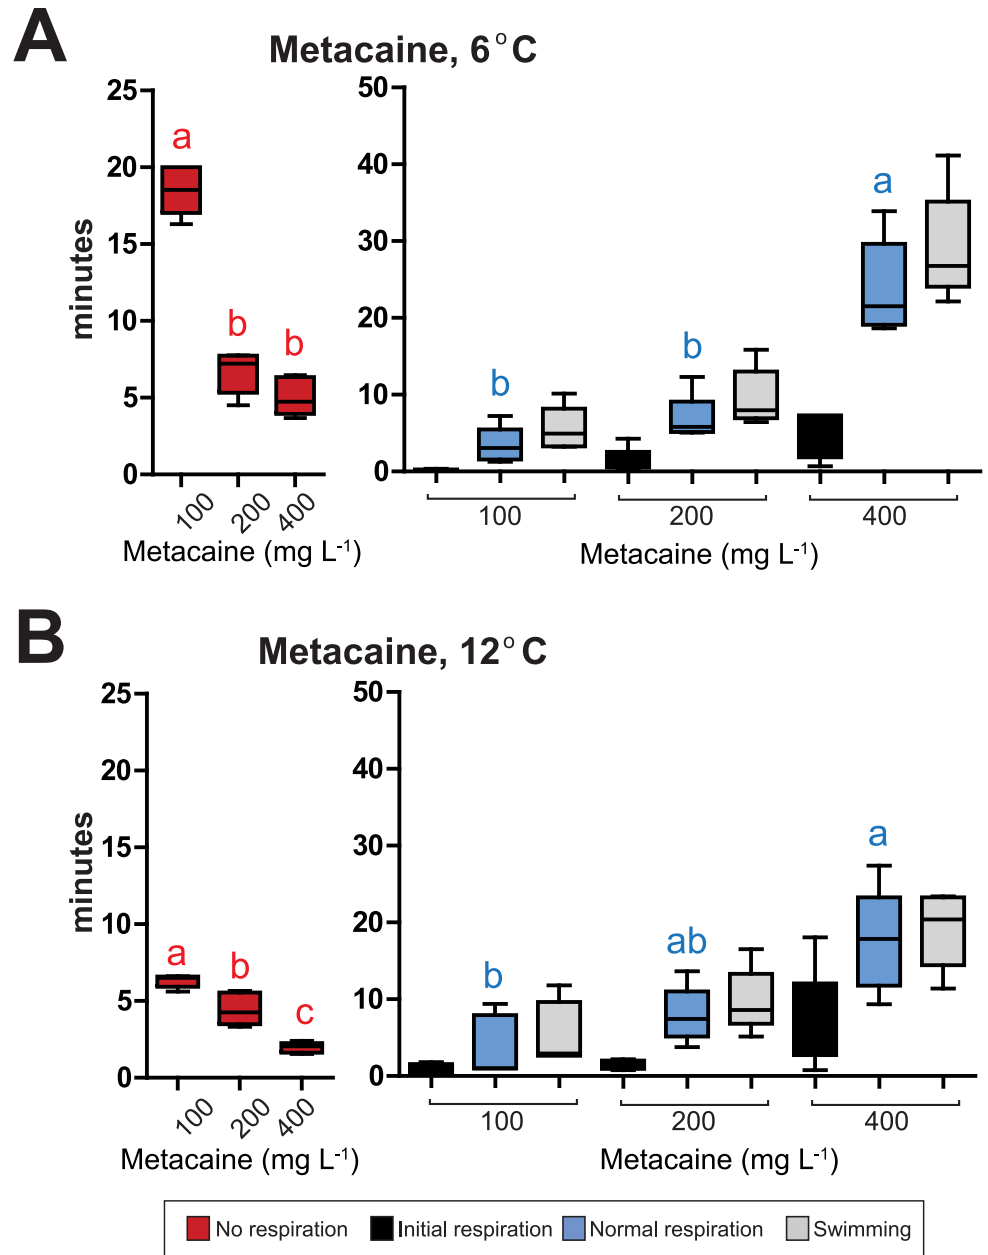 A
Metacaine, 6°C
minutes
25
20
15
10
5
0
a
b
b
100
200
400
Metacaine (mg L-1)
50
40
30
20
10
0
b
b
a
100
200
400
Metacaine (mg L-1)
B
Metacaine, 12°C
minutes
25
20
15
10
5
0
a
b
c
100
200
400
Metacaine (mg L-1)
50
40
30
20
10
0
b
ab
a
100
200
400
Metacaine (mg L-1)
No respiration Initial respiration Normal respiration Swimming